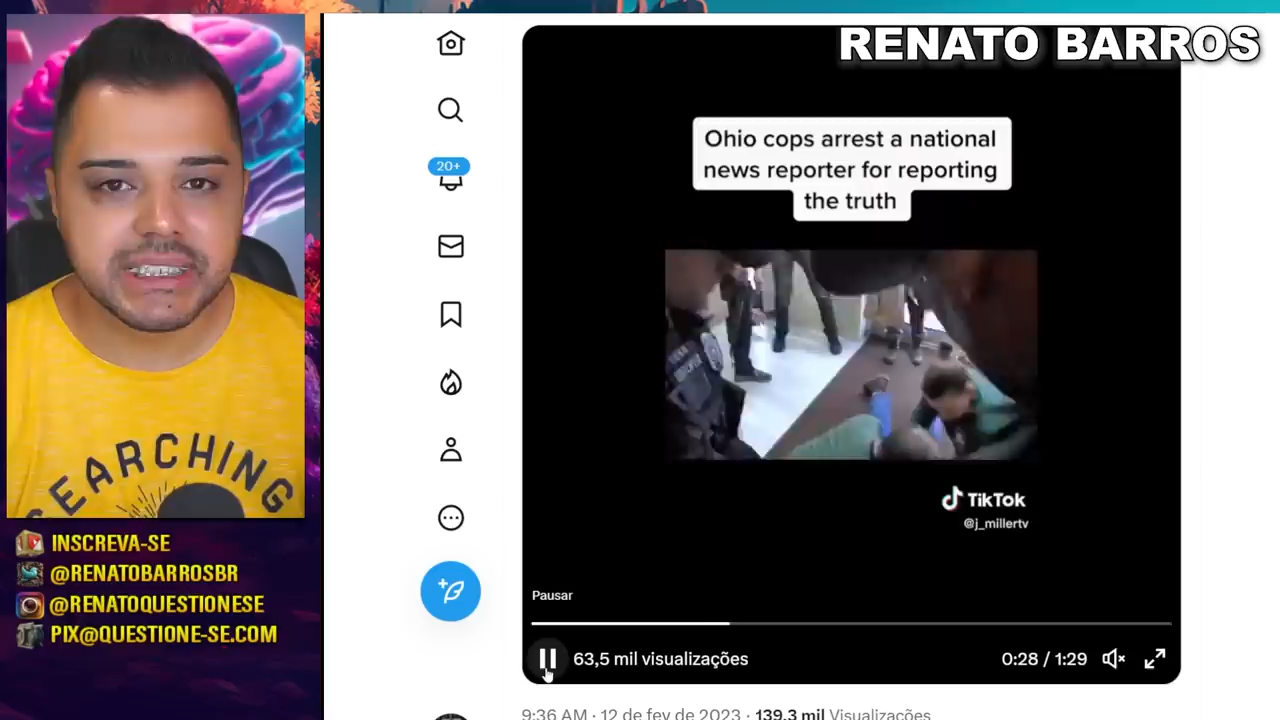 RENATO BARROS
20+
Ohio cops arrest a national
news reporter for reporting
the truth
TikTok
@j_millertv
SEARCHING
INSCREVA-SE
@RENATOBARROSBR
@RENATOQUESTIONESE
PIX@QUESTIONE-SE.COM
Pausar
63,5 mil visualizações
0:28 / 1:29
9:36 AM · 12 de fev de 2023 · 139,3 mil Visualizações